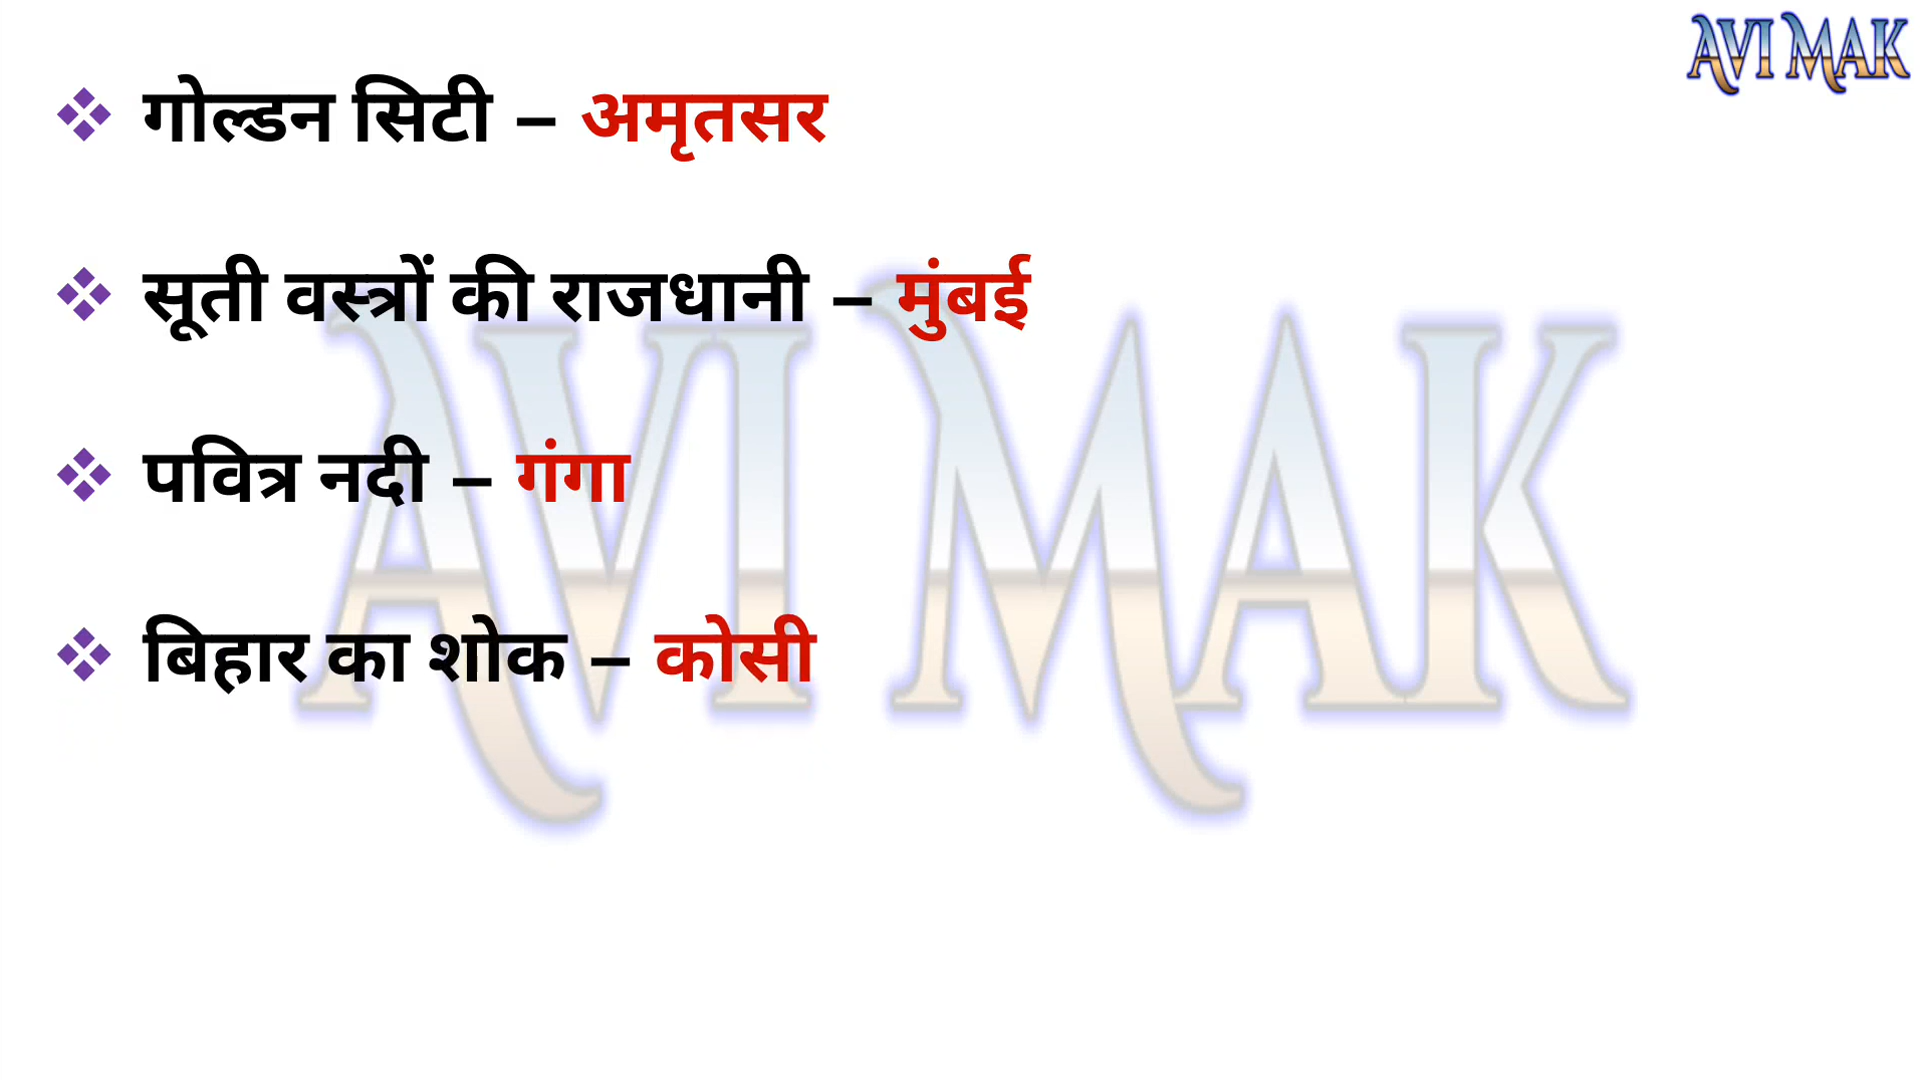 AVI MAK
❖ गोल्डन सिटी – अमृतसर
❖ सूती वस्त्रों की राजधानी – मुंबई
❖ पवित्र नदी – गंगा
❖ बिहार का शोक – कोसी
AVI MAK